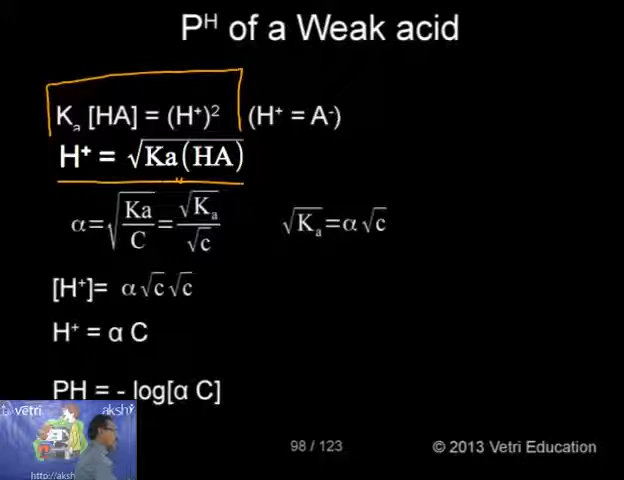 Pᴴ of a Weak acid
Kₐ [HA] = (H⁺)² (H⁺ = A⁻)
H⁺ = √Ka(HA)
α=√(Ka/C)=√Kₐ/√c √Kₐ=α√c
[H⁺]= α√c√c
H⁺ = α C
PH = - log[α C]
vetri
http://aksh
98 / 123
© 2013 Vetri Education